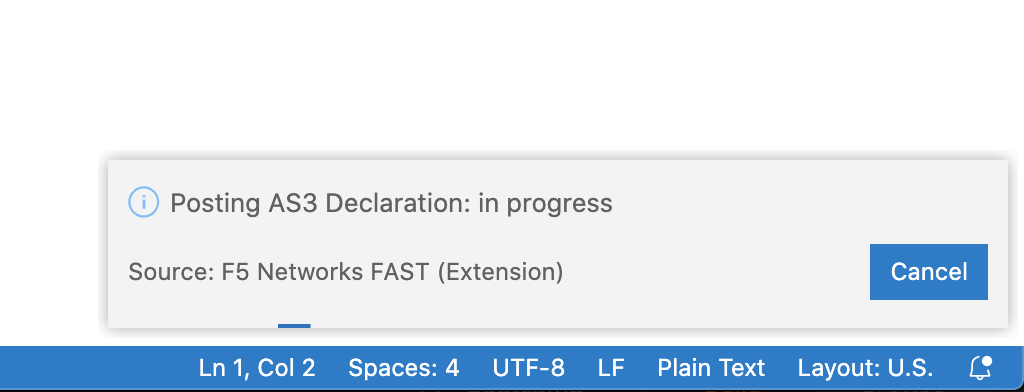 Posting AS3 Declaration: in progress
Source: F5 Networks FAST (Extension)
Cancel
Ln 1, Col 2 Spaces: 4 UTF-8 LF Plain Text Layout: U.S.